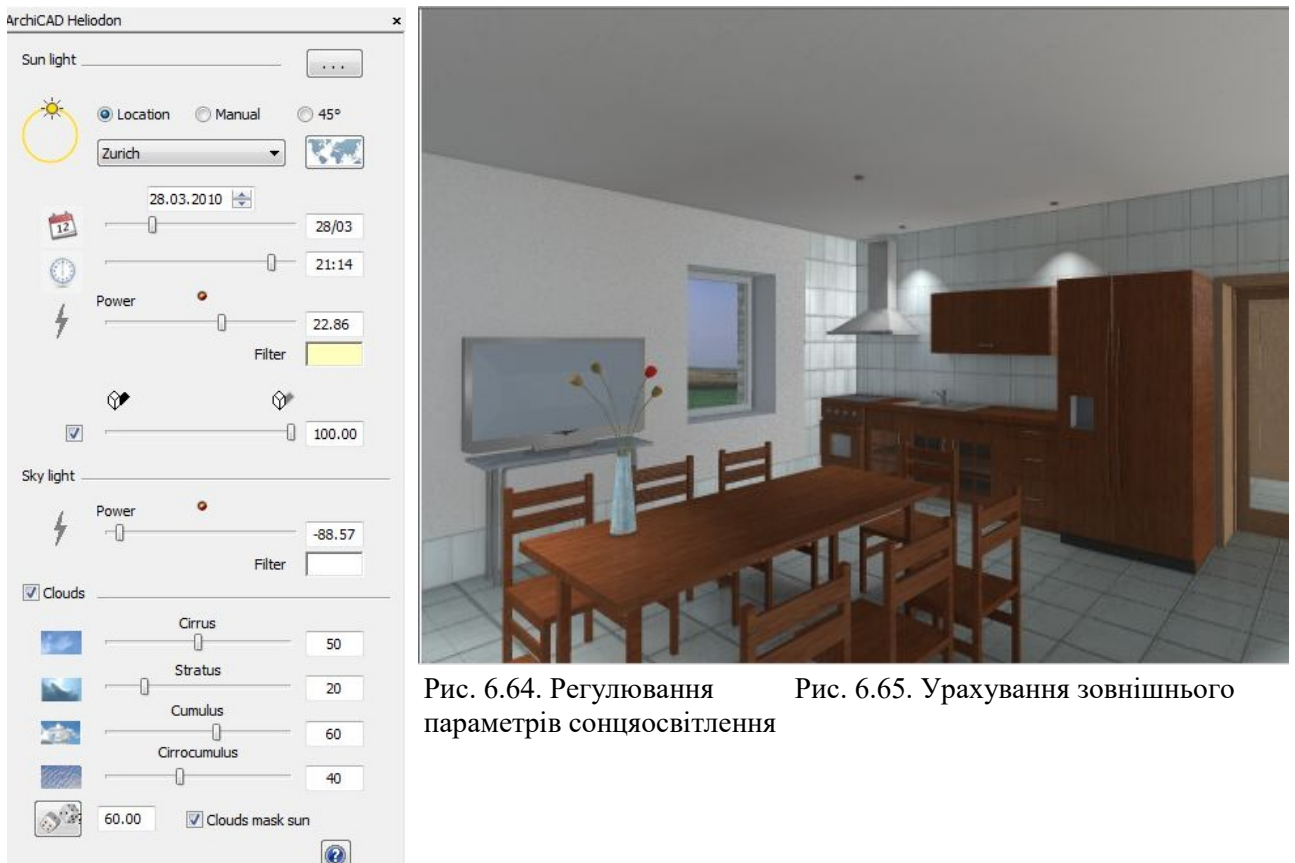 ArchiCAD Heliodon x
Sun light ...
Location Manual 45°
Zurich
28.03.2010
12 28/03
21:14
Power
22.86
Filter
100.00
Sky light
Power
-88.57
Filter
Clouds
Cirrus
50
Stratus
20
Cumulus
60
Cirrocumulus
40
60.00 Clouds mask sun
?
Рис. 6.64. Регулювання Рис. 6.65. Урахування зовнішнього
параметрів сонцяосвітлення